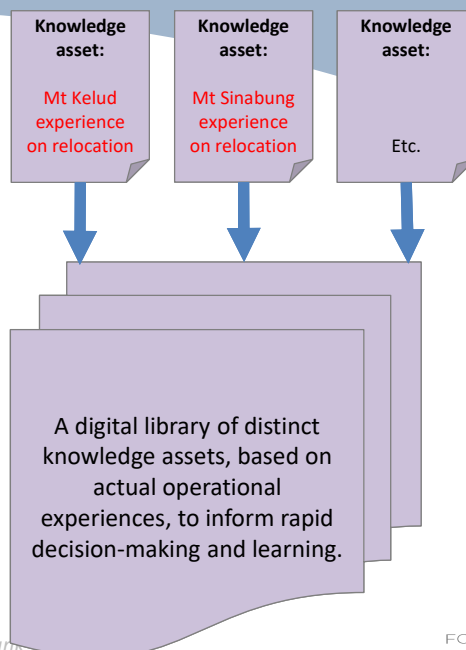 Knowledge
asset:
Mt Kelud
experience
on relocation
Knowledge
asset:
Mt Sinabung
experience
on relocation
Knowledge
asset:
Etc.
A digital library of distinct
knowledge assets, based on
actual operational
experiences, to inform rapid
decision-making and learning.